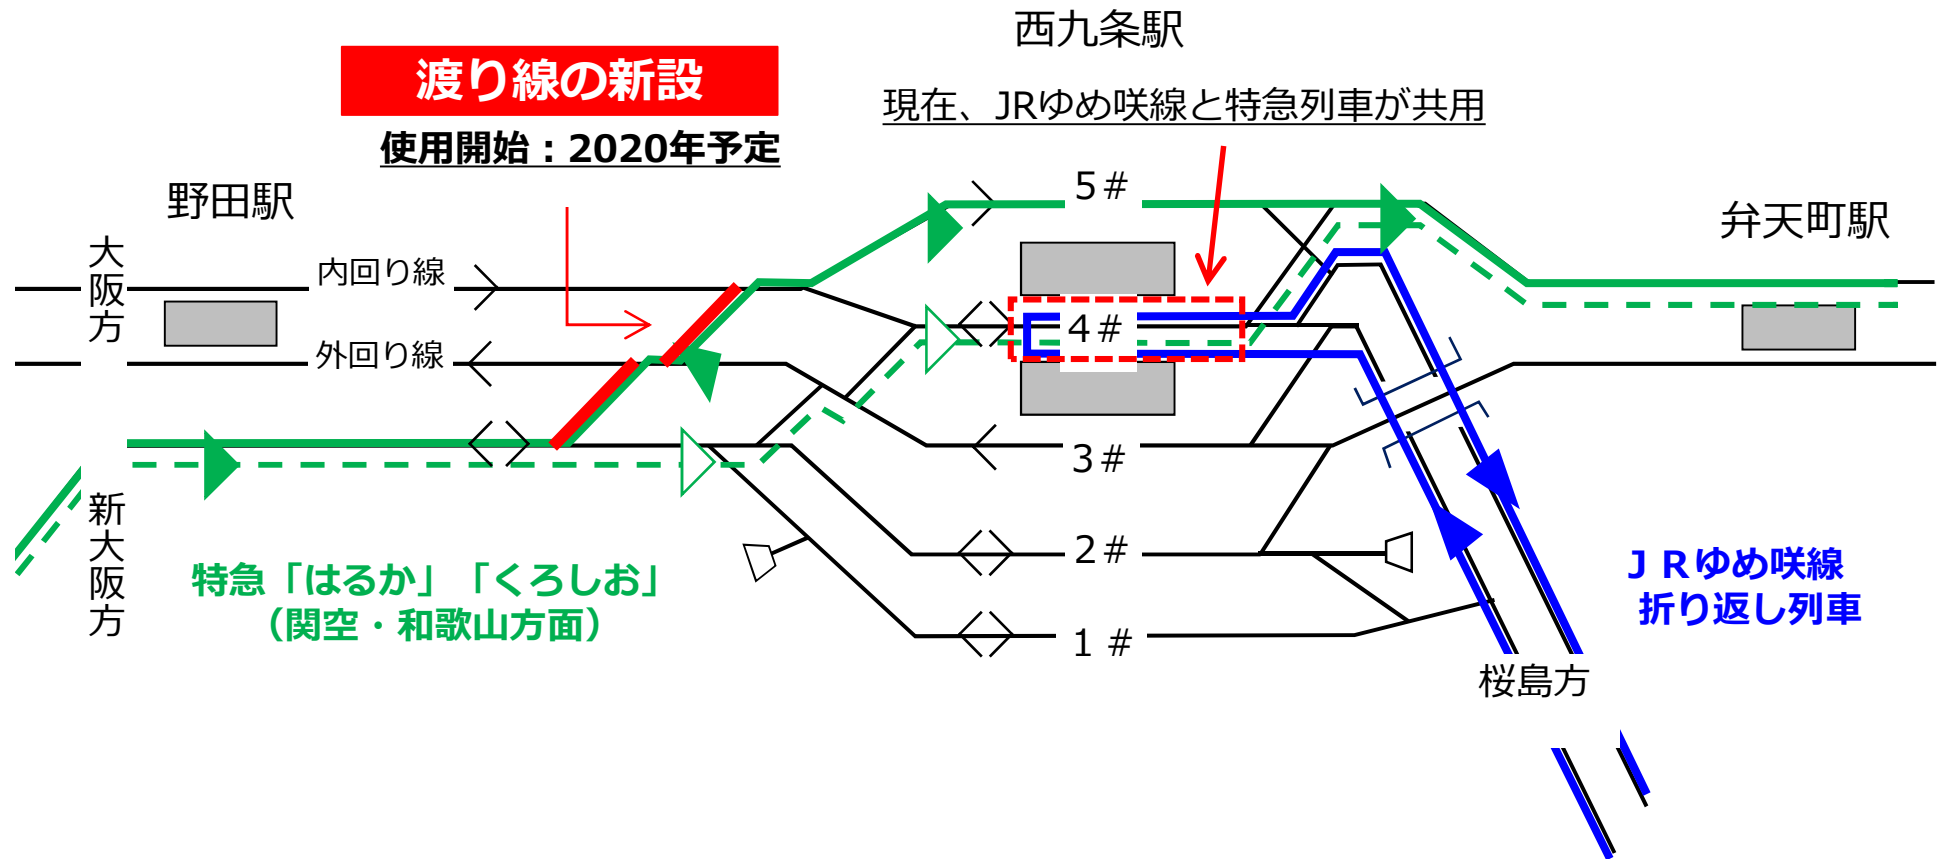 西九条駅
渡り線の新設
現在、JRゆめ咲線と特急列車が共用
使用開始：2020年予定
野田駅
5＃
弁天町駅
大阪方
内回り線
4＃
外回り線
3＃
新大阪方
2＃
特急「はるか」「くろしお」
（関空・和歌山方面）
ＪＲゆめ咲線
折り返し列車
1＃
桜島方